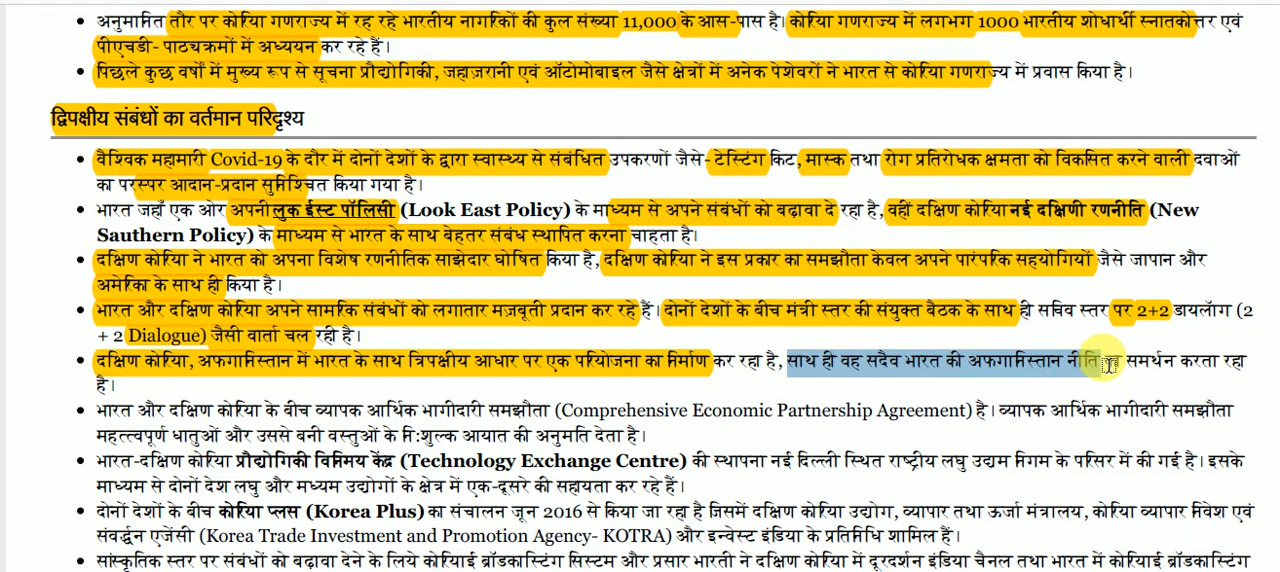 अनुमानित तौर पर कोरिया गणराज्य में रह रहे भारतीय नागरिकों की कुल संख्या 11,000 के आस-पास है। कोरिया गणराज्य में लगभग 1000 भारतीय शोधार्थी स्नातकोत्तर एवं
पीएचडी- पाठ्यक्रमों में अध्ययन कर रहे हैं।
पिछले कुछ वर्षों में मुख्य रूप से सूचना प्रौद्योगिकी, जहाज़रानी एवं ऑटोमोबाइल जैसे क्षेत्रों में अनेक पेशेवरों ने भारत से कोरिया गणराज्य में प्रवास किया है।
द्विपक्षीय संबंधों का वर्तमान परिदृश्य
वैश्विक महामारी Covid-19 के दौर में दोनों देशों के द्वारा स्वास्थ्य से संबंधित उपकरणों जैसे- टेस्टिंग किट, मास्क तथा रोग प्रतिरोधक क्षमता को विकसित करने वाली दवाओं
का परस्पर आदान-प्रदान सुनिश्चित किया गया है।
भारत जहाँ एक ओर अपनी लुक ईस्ट पॉलिसी (Look East Policy) के माध्यम से अपने संबंधों को बढ़ावा दे रहा है, वहीं दक्षिण कोरिया नई दक्षिणी रणनीति (New
Sauthern Policy) के माध्यम से भारत के साथ बेहतर संबंध स्थापित करना चाहता है।
दक्षिण कोरिया ने भारत को अपना विशेष रणनीतिक साझेदार घोषित किया है, दक्षिण कोरिया ने इस प्रकार का समझौता केवल अपने पारंपरिक सहयोगियों जैसे जापान और
अमेरिका के साथ ही किया है।
भारत और दक्षिण कोरिया अपने सामरिक संबंधों को लगातार मज़बूती प्रदान कर रहे हैं। दोनों देशों के बीच मंत्री स्तर की संयुक्त बैठक के साथ ही सचिव स्तर पर 2+2 डायलॉग (2
+ 2 Dialogue) जैसी वार्ता चल रही है।
दक्षिण कोरिया, अफगानिस्तान में भारत के साथ त्रिपक्षीय आधार पर एक परियोजना का निर्माण कर रहा है, साथ ही वह सदैव भारत की अफगानिस्तान नीति समर्थन करता रहा
है।
भारत और दक्षिण कोरिया के बीच व्यापक आर्थिक भागीदारी समझौता (Comprehensive Economic Partnership Agreement) है। व्यापक आर्थिक भागीदारी समझौता
महत्त्वपूर्ण धातुओं और उससे बनी वस्तुओं के नि:शुल्क आयात की अनुमति देता है।
भारत-दक्षिण कोरिया प्रौद्योगिकी विनिमय केंद्र (Technology Exchange Centre) की स्थापना नई दिल्ली स्थित राष्ट्रीय लघु उद्यम निगम के परिसर में की गई है। इसके
माध्यम से दोनों देश लघु और मध्यम उद्योगों के क्षेत्र में एक-दूसरे की सहायता कर रहे हैं।
दोनों देशों के बीच कोरिया प्लस (Korea Plus) का संचालन जून 2016 से किया जा रहा है जिसमें दक्षिण कोरिया उद्योग, व्यापार तथा ऊर्जा मंत्रालय, कोरिया व्यापार निवेश एवं
संवर्द्धन एजेंसी (Korea Trade Investment and Promotion Agency- KOTRA) और इन्वेस्ट इंडिया के प्रतिनिधि शामिल हैं।
सांस्कृतिक स्तर पर संबंधों को बढ़ावा देने के लिये कोरियाई ब्रॉडकास्टिंग सिस्टम और प्रसार भारती ने दक्षिण कोरिया में दूरदर्शन इंडिया चैनल तथा भारत में कोरियाई ब्रॉडकास्टिंग